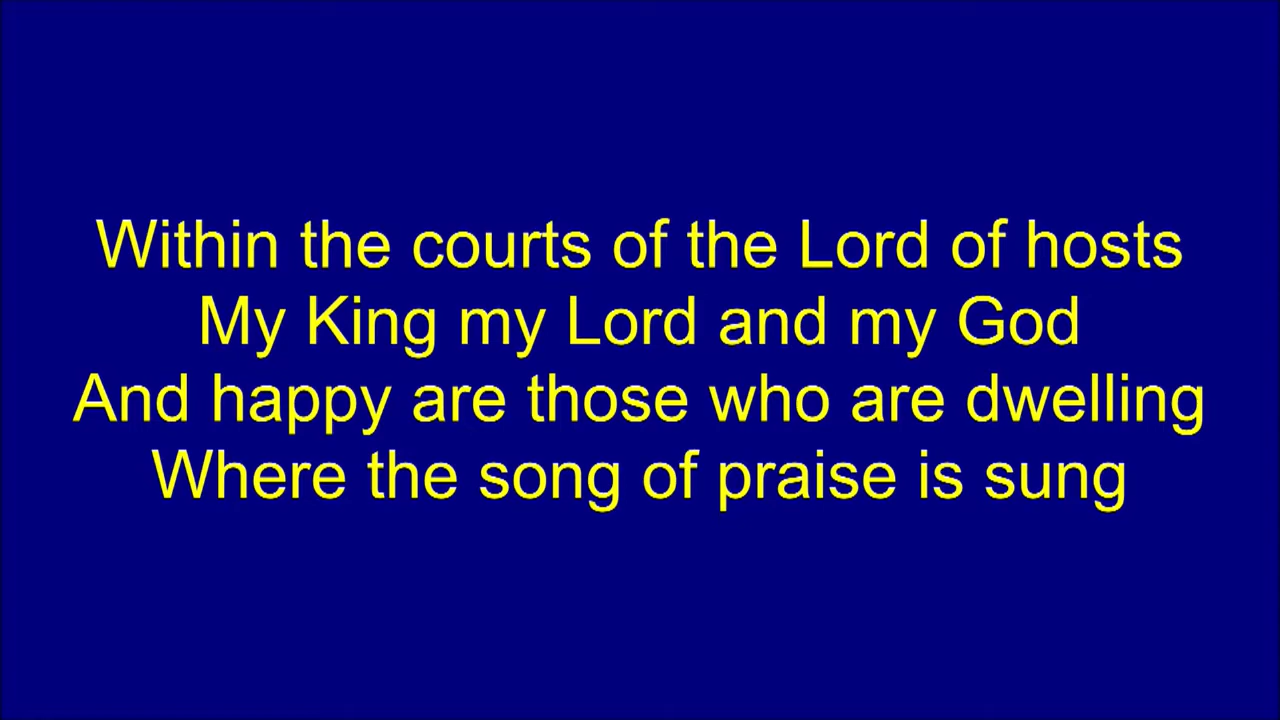 Within the courts of the Lord of hosts
My King my Lord and my God
And happy are those who are dwelling
Where the song of praise is sung